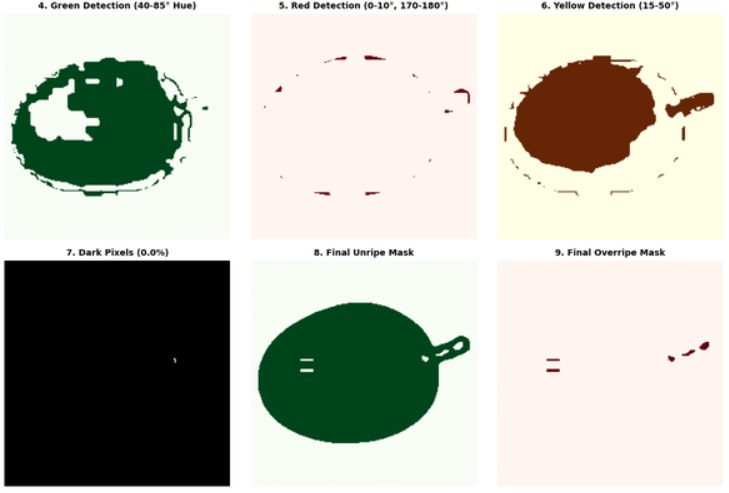 4. Green Detection (40-85° Hue)
5. Red Detection (0-10°, 170-180°)
6. Yellow Detection (15-50°)
7. Dark Pixels (0.0%)
8. Final Unripe Mask
9. Final Overripe Mask